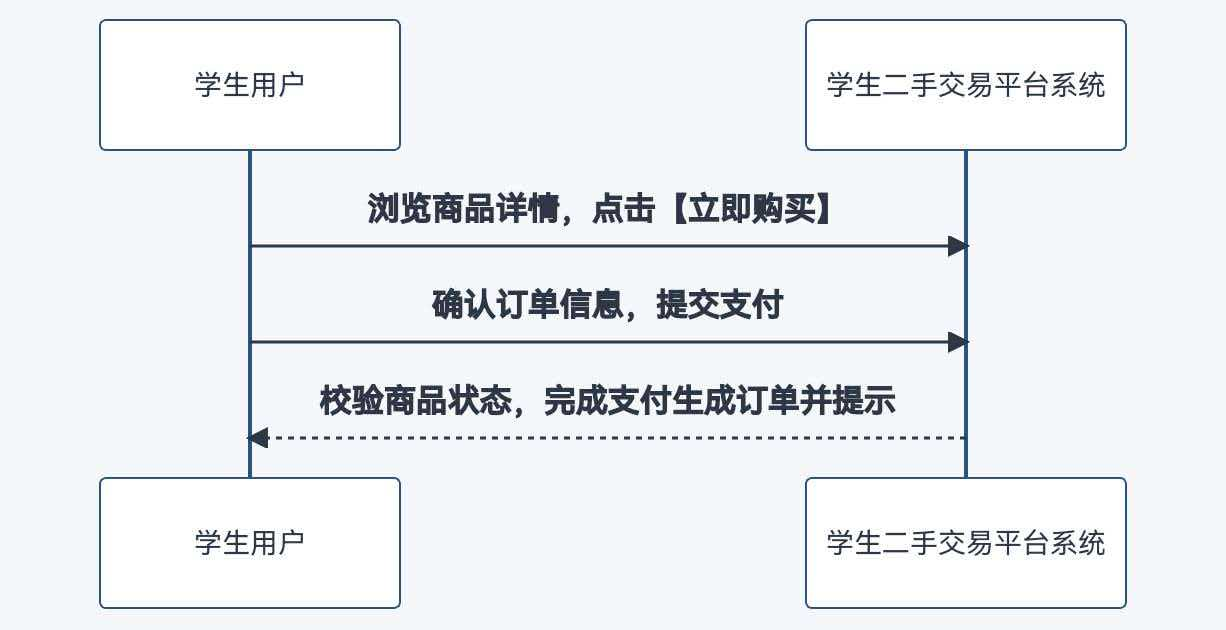 学生用户
学生二手交易平台系统
浏览商品详情，点击【立即购买】
确认订单信息，提交支付
校验商品状态，完成支付生成订单并提示
学生用户
学生二手交易平台系统